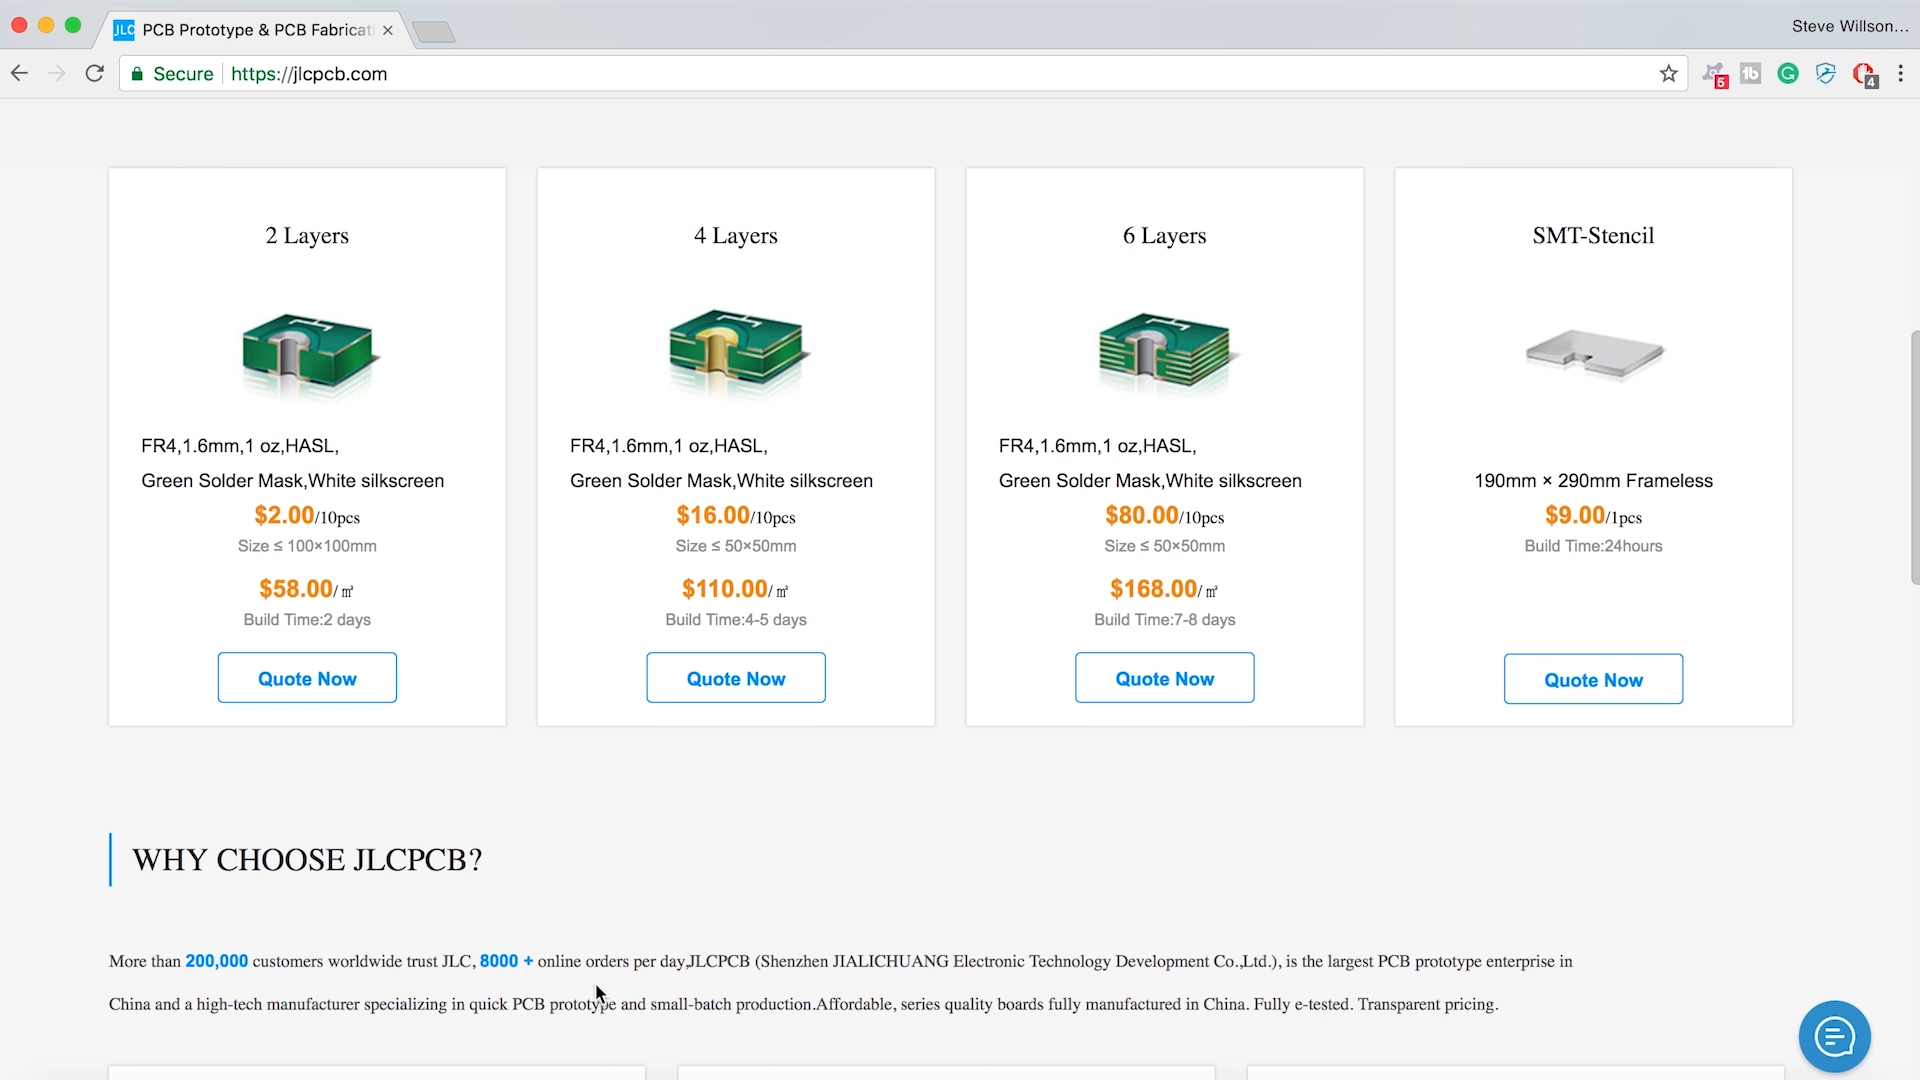 JLC PCB Prototype & PCB Fabricati
Steve Willson...
Secure https://jlcpcb.com
5
4
2 Layers
FR4,1.6mm,1 oz,HASL,
Green Solder Mask,White silkscreen
$2.00/10pcs
Size ≤ 100×100mm
$58.00/㎡
Build Time:2 days
Quote Now
4 Layers
FR4,1.6mm,1 oz,HASL,
Green Solder Mask,White silkscreen
$16.00/10pcs
Size ≤ 50×50mm
$110.00/㎡
Build Time:4-5 days
Quote Now
6 Layers
FR4,1.6mm,1 oz,HASL,
Green Solder Mask,White silkscreen
$80.00/10pcs
Size ≤ 50×50mm
$168.00/㎡
Build Time:7-8 days
Quote Now
SMT-Stencil
190mm × 290mm Frameless
$9.00/1pcs
Build Time:24hours
Quote Now
WHY CHOOSE JLCPCB?
More than 200,000 customers worldwide trust JLC, 8000 + online orders per day,JLCPCB (Shenzhen JIALICHUANG Electronic Technology Development Co.,Ltd.), is the largest PCB prototype enterprise in
China and a high-tech manufacturer specializing in quick PCB prototype and small-batch production.Affordable, series quality boards fully manufactured in China. Fully e-tested. Transparent pricing.